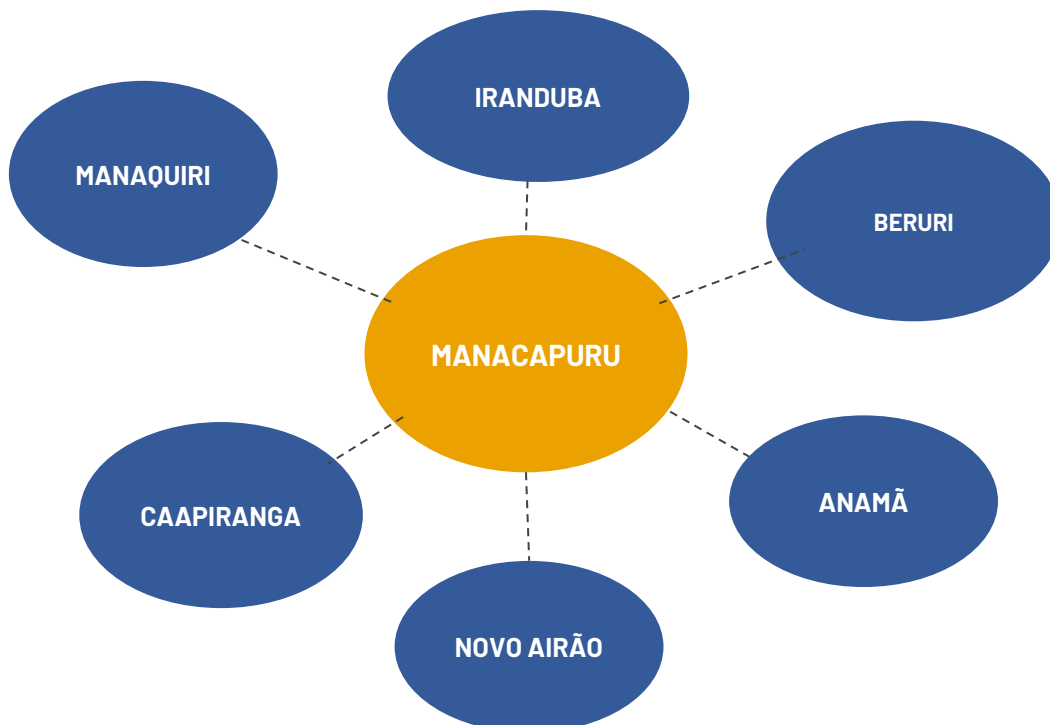 IRANDUBA
MANAQUIRI
BERURI
MANACAPURU
ANAMÃ
CAAPIRANGA
NOVO AIRÃO